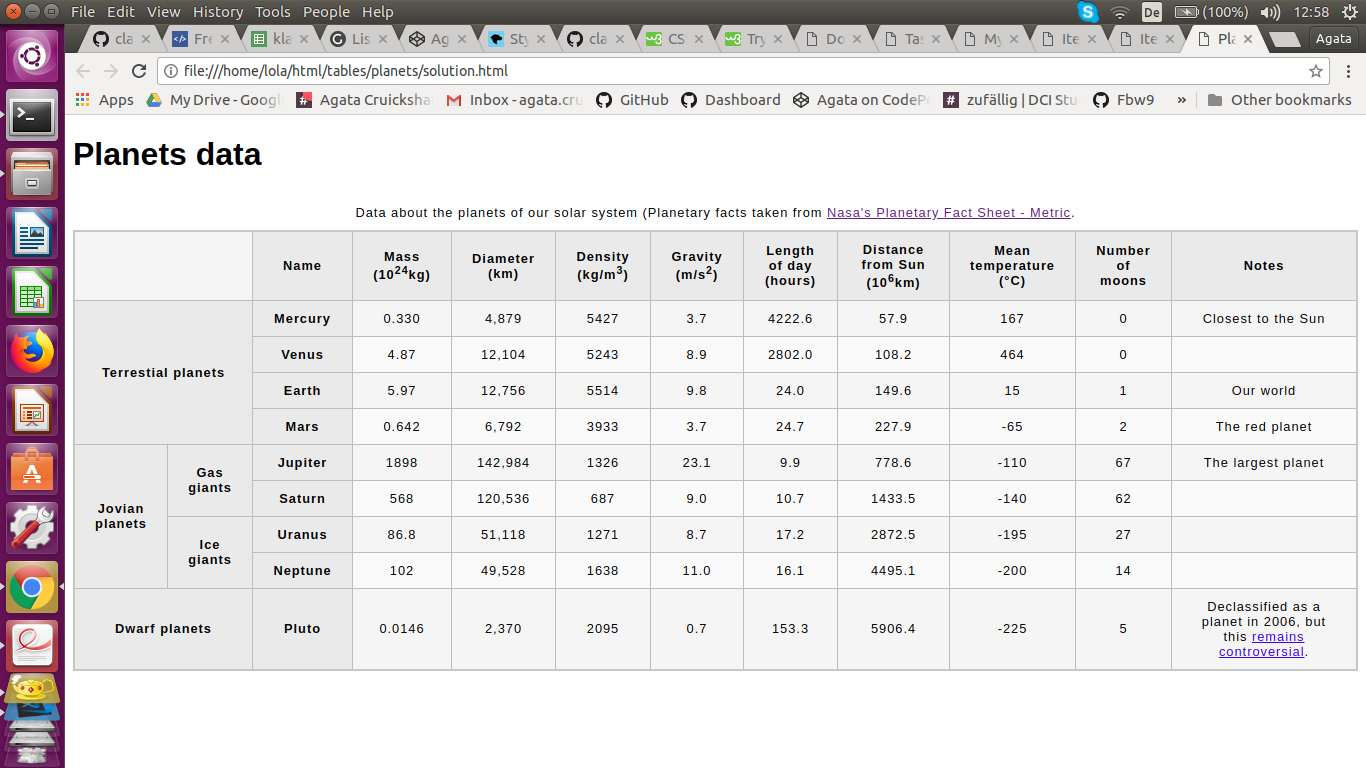 File Edit View History Tools People Help
De (100%) 12:58
cla Fre kla Lis Ag Sty cla CS Try Do Tas My Ite Ite Pla Agata
file:///home/lola/html/tables/planets/solution.html
Apps My Drive - Googl Agata Cruicksha Inbox - agata.cru GitHub Dashboard Agata on CodePe zufällig | DCI Stu Fbw9 » Other bookmarks
Planets data
Data about the planets of our solar system (Planetary facts taken from Nasa's Planetary Fact Sheet - Metric.
Name Mass (10²⁴kg) Diameter (km) Density (kg/m³) Gravity (m/s²) Length of day (hours) Distance from Sun (10⁶km) Mean temperature (°C) Number of moons Notes
Terrestial planets
Mercury 0.330 4,879 5427 3.7 4222.6 57.9 167 0 Closest to the Sun
Venus 4.87 12,104 5243 8.9 2802.0 108.2 464 0
Earth 5.97 12,756 5514 9.8 24.0 149.6 15 1 Our world
Mars 0.642 6,792 3933 3.7 24.7 227.9 -65 2 The red planet
Jovian planets
Gas giants
Jupiter 1898 142,984 1326 23.1 9.9 778.6 -110 67 The largest planet
Saturn 568 120,536 687 9.0 10.7 1433.5 -140 62
Ice giants
Uranus 86.8 51,118 1271 8.7 17.2 2872.5 -195 27
Neptune 102 49,528 1638 11.0 16.1 4495.1 -200 14
Dwarf planets Pluto 0.0146 2,370 2095 0.7 153.3 5906.4 -225 5 Declassified as a
planet in 2006, but
this remains
controversial.